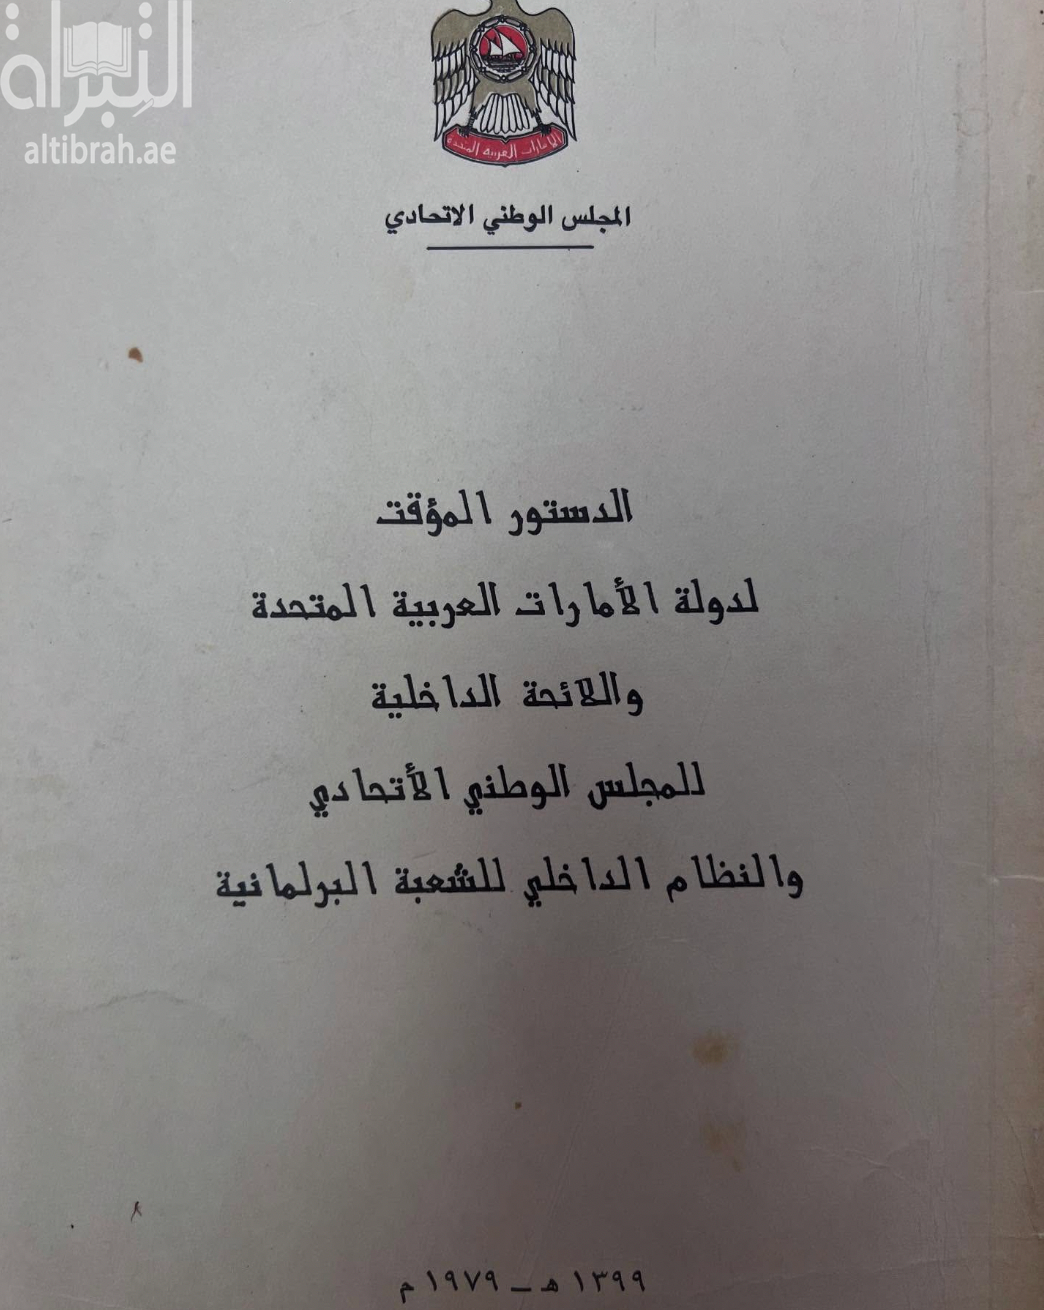 التبراة
altibrah.ae
الإمارات العربية المتحدة
المجلس الوطني الاتحادي
الدستور المؤقت
لدولة الأمارات العربية المتحدة
واللائحة الداخلية
للمجلس الوطني الأتحادي
والنظام الداخلي للشعبة البرلمانية
١٣٩٩ هـ – ١٩٧٩ م